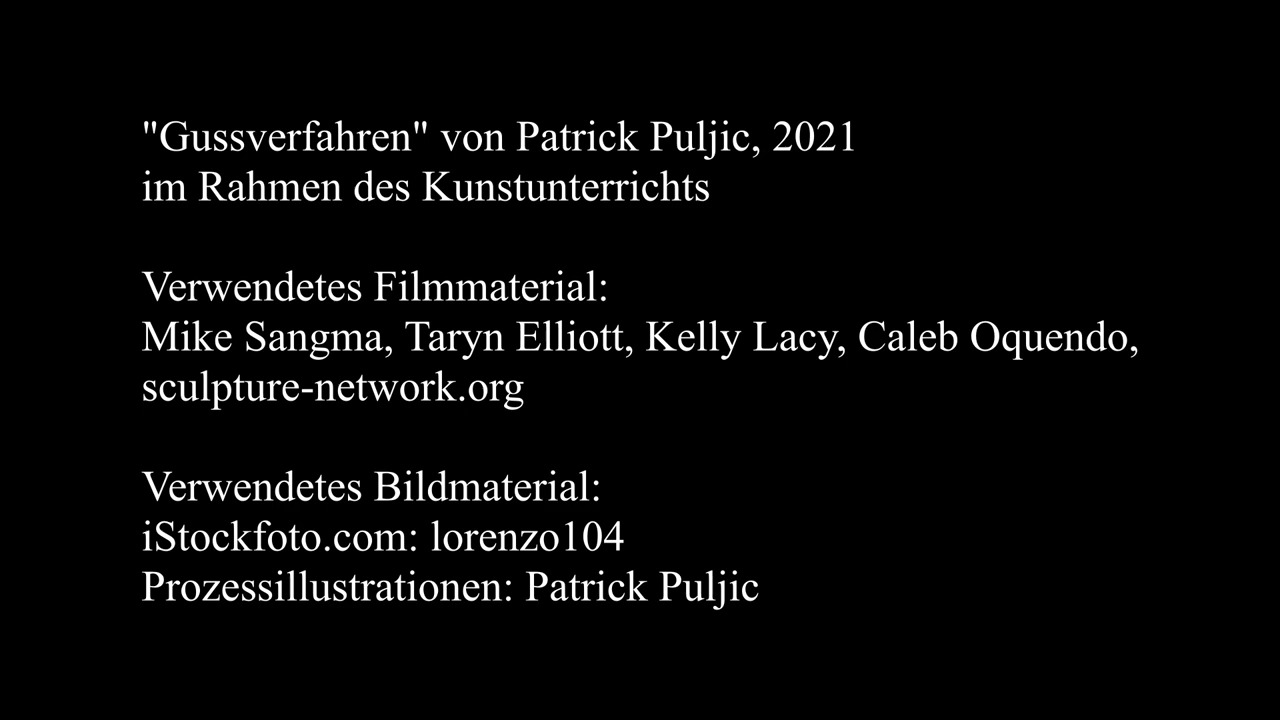 "Gussverfahren" von Patrick Puljic, 2021
im Rahmen des Kunstunterrichts
Verwendetes Filmmaterial:
Mike Sangma, Taryn Elliott, Kelly Lacy, Caleb Oquendo,
sculpture-network.org
Verwendetes Bildmaterial:
iStockfoto.com: lorenzo104
Prozessillustrationen: Patrick Puljic